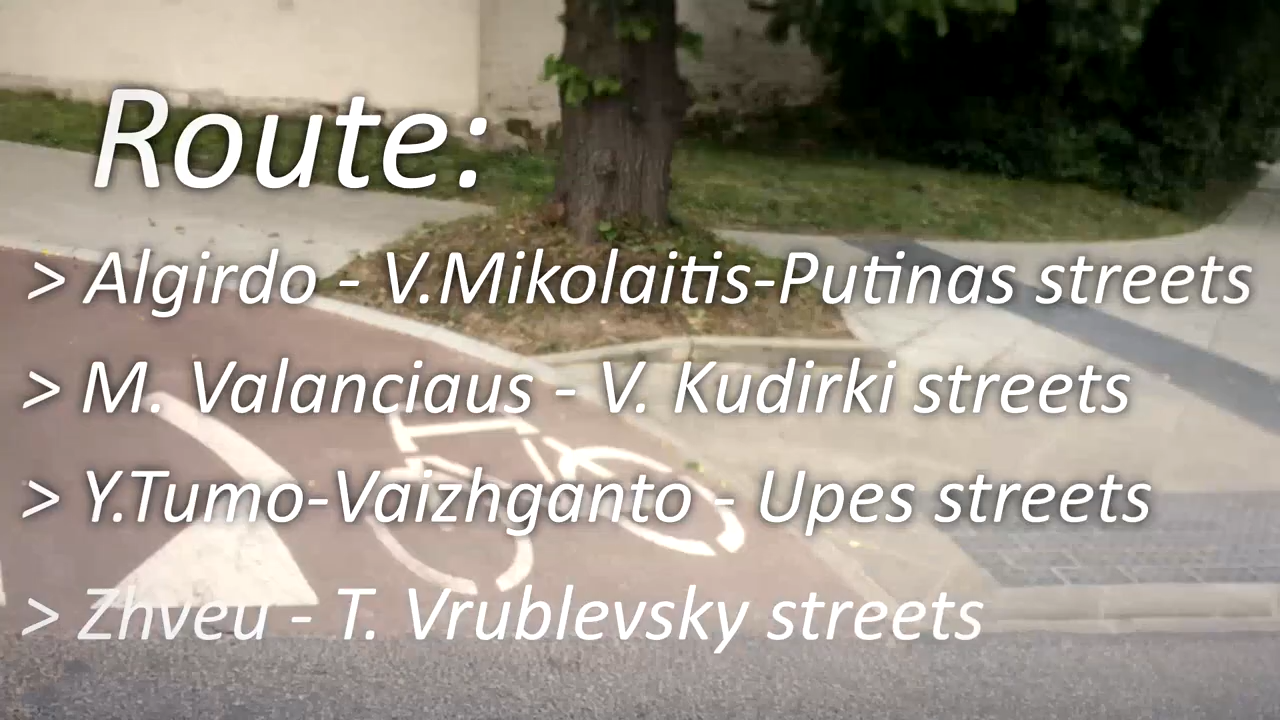 Route:
> Algirdo - V.Mikolaitis-Putinas streets
> M. Valanciaus - V. Kudirki streets
> Y.Tumo-Vaizhganto - Upes streets
> Zhveu - T. Vrublevsky streets